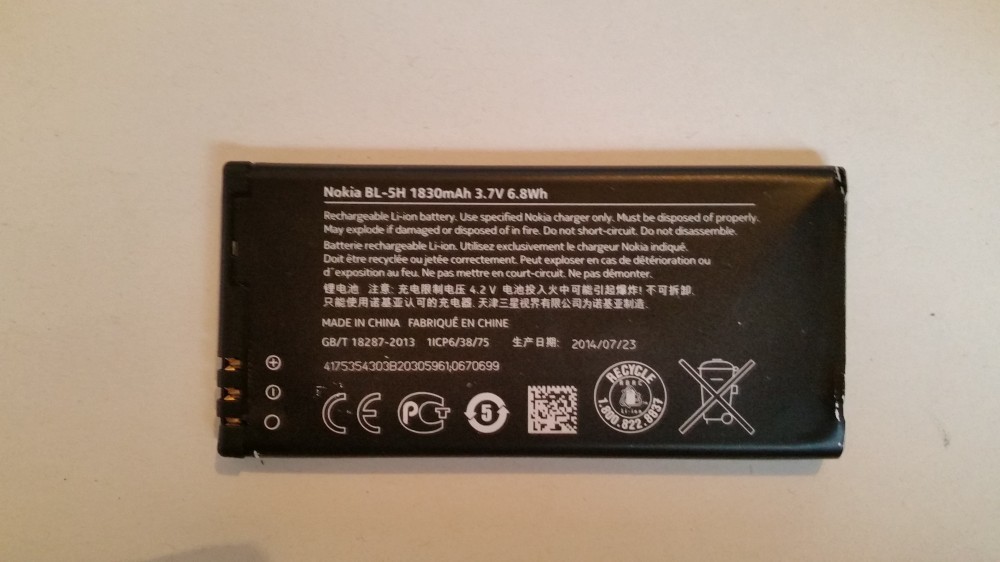 Nokia BL-5H 1830mAh 3.7V 6.8Wh
Rechargeable Li-ion battery. Use specified Nokia charger only. Must be disposed of properly.
May explode if damaged or disposed of in fire. Do not short-circuit. Do not disassemble.
Batterie rechargeable Li-ion. Utilisez exclusivement le chargeur Nokia indiqué.
Doit être recyclée ou jetée correctement. Peut exploser en cas de détérioration ou
d'exposition au feu. Ne pas mettre en court-circuit. Ne pas démonter.
锂电池 注意: 充电限制电压 4.2 V 电池投入火中可能引起爆炸! 不可拆卸.
只能使用诺基亚认可的充电器. 天津三星视界有限公司为诺基亚制造.
MADE IN CHINA FABRIQUÉ EN CHINE
GB/T 18287-2013 1ICP6/38/75 生产日期: 2014/07/23
4175354303B20305961;0670699
CE PCT 5
RECYCLE
RBRC
Li-ion
1.800.822.8837